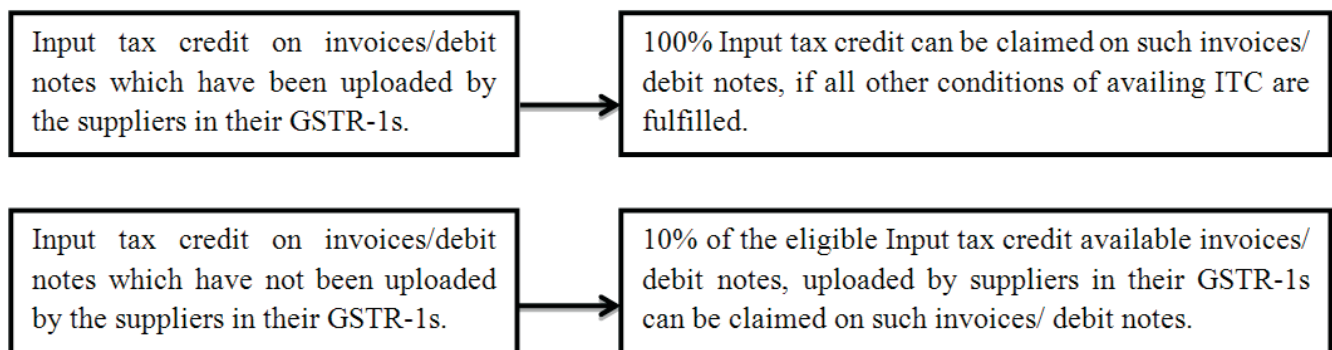 Input tax credit on invoices/debit
notes which have been uploaded by
the suppliers in their GSTR-1s.
100% Input tax credit can be claimed on such invoices/
debit notes, if all other conditions of availing ITC are
fulfilled.
Input tax credit on invoices/debit
notes which have not been uploaded
by the suppliers in their GSTR-1s.
10% of the eligible Input tax credit available invoices/
debit notes, uploaded by suppliers in their GSTR-1s
can be claimed on such invoices/ debit notes.